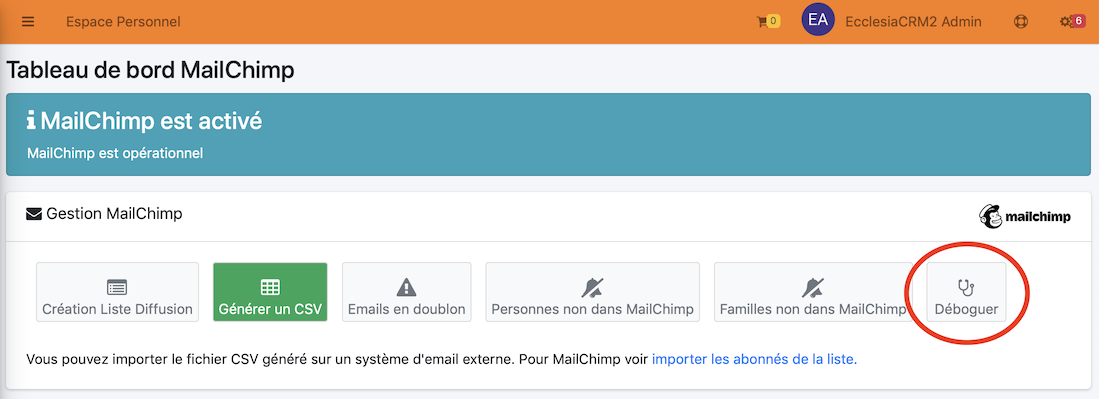 Espace Personnel 0 EA EcclesiaCRM2 Admin 6
Tableau de bord MailChimp
MailChimp est activé
MailChimp est opérationnel
Gestion MailChimp mailchimp
Création Liste Diffusion Générer un CSV Emails en doublon Personnes non dans MailChimp Familles non dans MailChimp Déboguer
Vous pouvez importer le fichier CSV généré sur un système d'email externe. Pour MailChimp voir importer les abonnés de la liste.